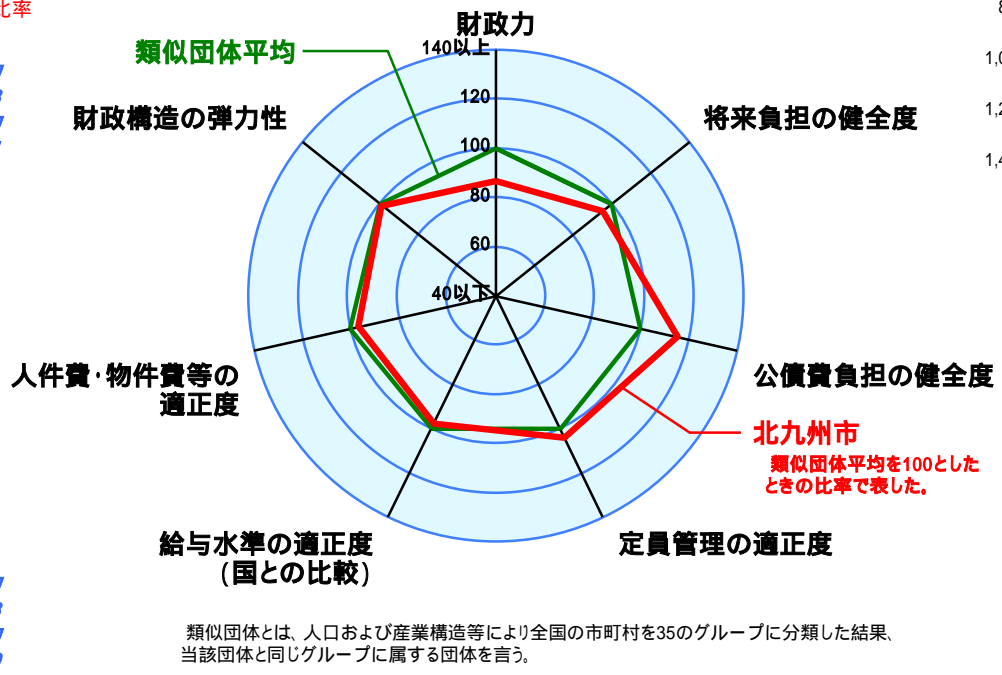 比率
財政力
140以上
類似団体平均
120
財政構造の弾力性
将来負担の健全度
100
80
60
40以下
人件費・物件費等の
適正度
公債費負担の健全度
北九州市
類似団体平均を100とした
ときの比率で表した。
給与水準の適正度
(国との比較)
定員管理の適正度
類似団体とは、人口および産業構造等により全国の市町村を35のグループに分類した結果、
当該団体と同じグループに属する団体を言う。